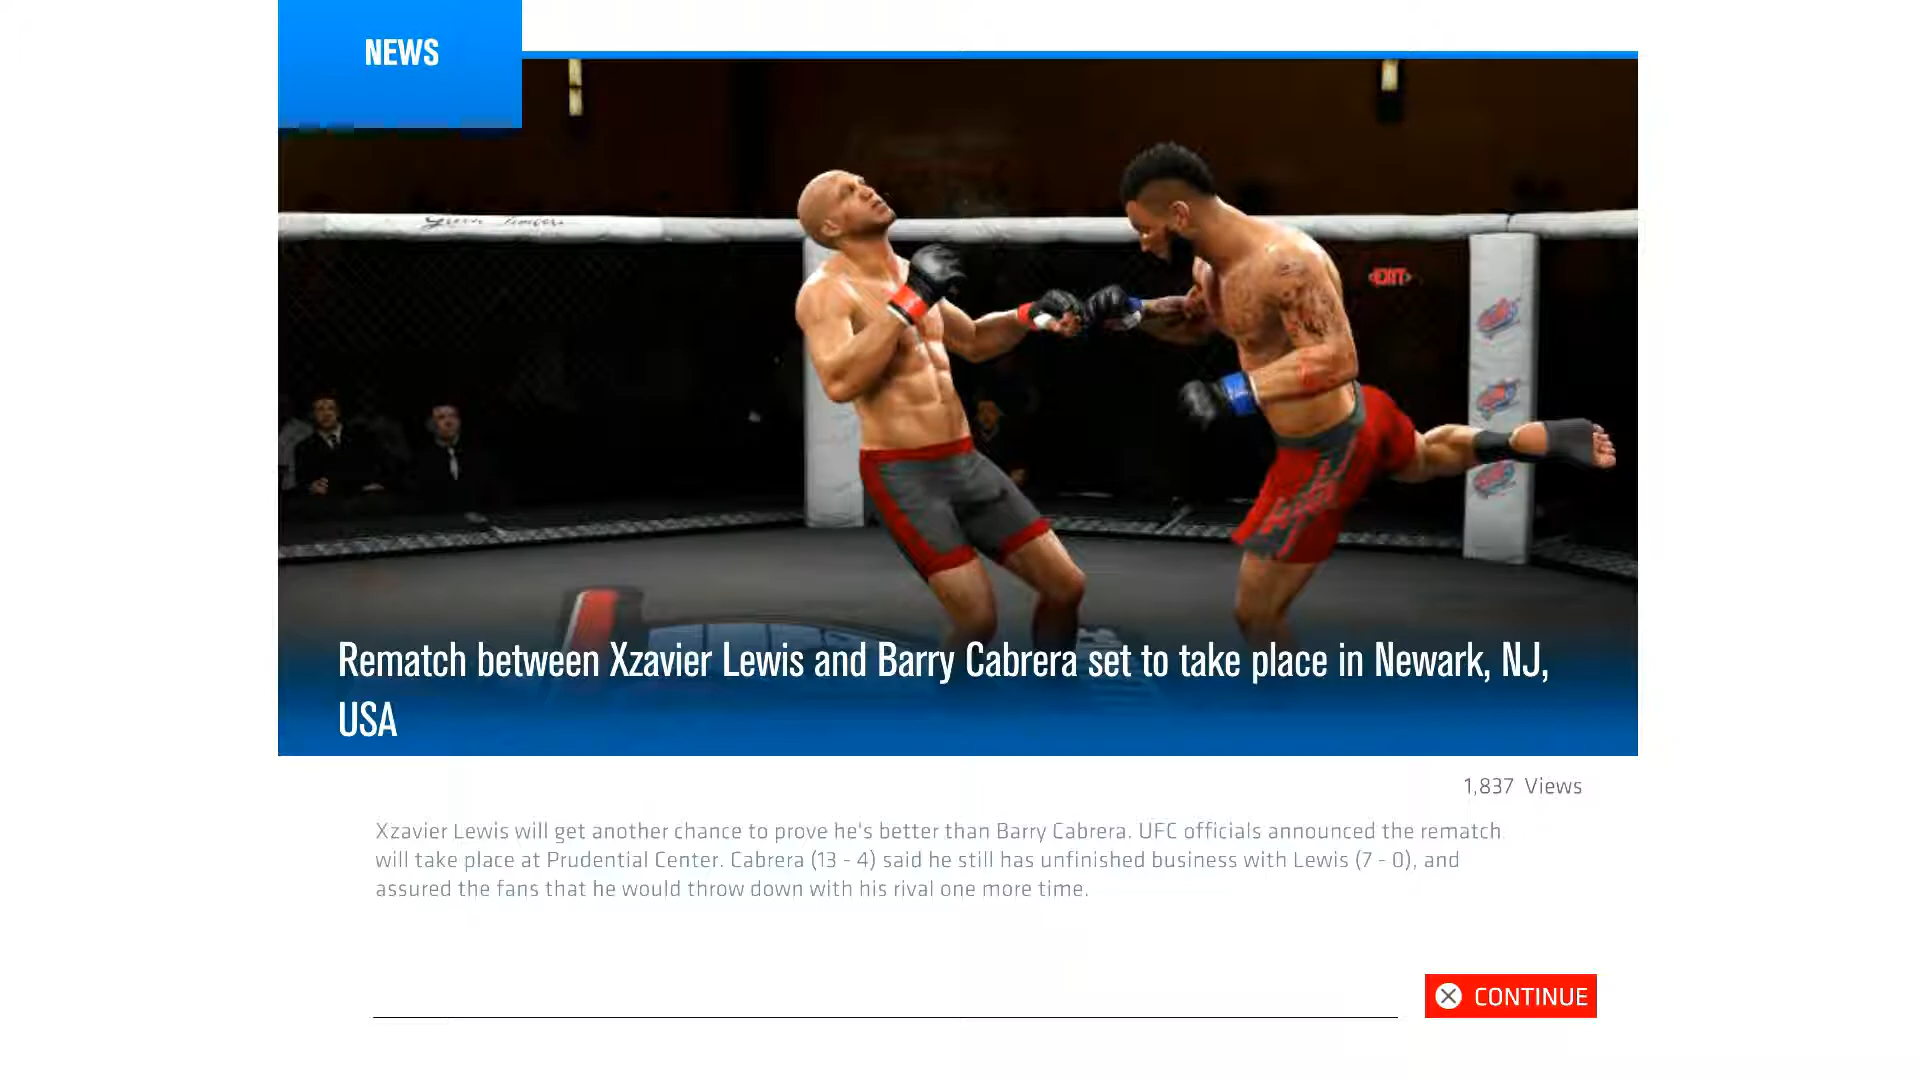 NEWS
EXIT
Rematch between Xzavier Lewis and Barry Cabrera set to take place in Newark, NJ,
USA
1,837 Views
Xzavier Lewis will get another chance to prove he's better than Barry Cabrera. UFC officials announced the rematch
will take place at Prudential Center. Cabrera (13 - 4) said he still has unfinished business with Lewis (7 - 0), and
assured the fans that he would throw down with his rival one more time.
CONTINUE